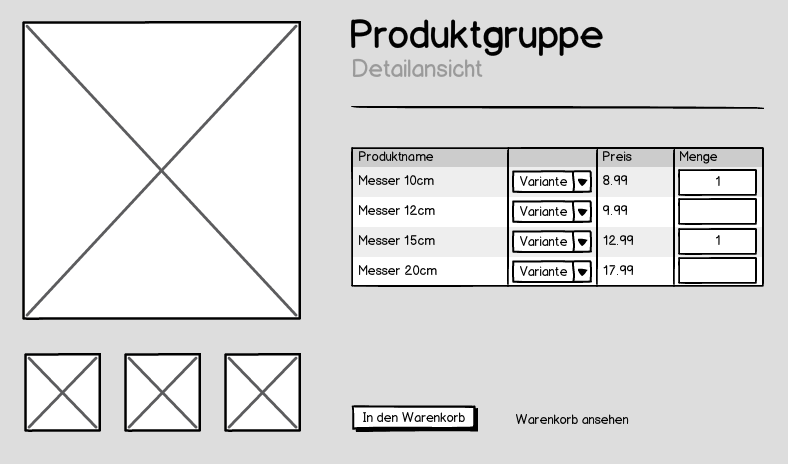 Produktgruppe
Detailansicht
Produktname Preis Menge
Messer 10cm Variante 8.99 1
Messer 12cm Variante 9.99
Messer 15cm Variante 12.99 1
Messer 20cm Variante 17.99
In den Warenkorb Warenkorb ansehen